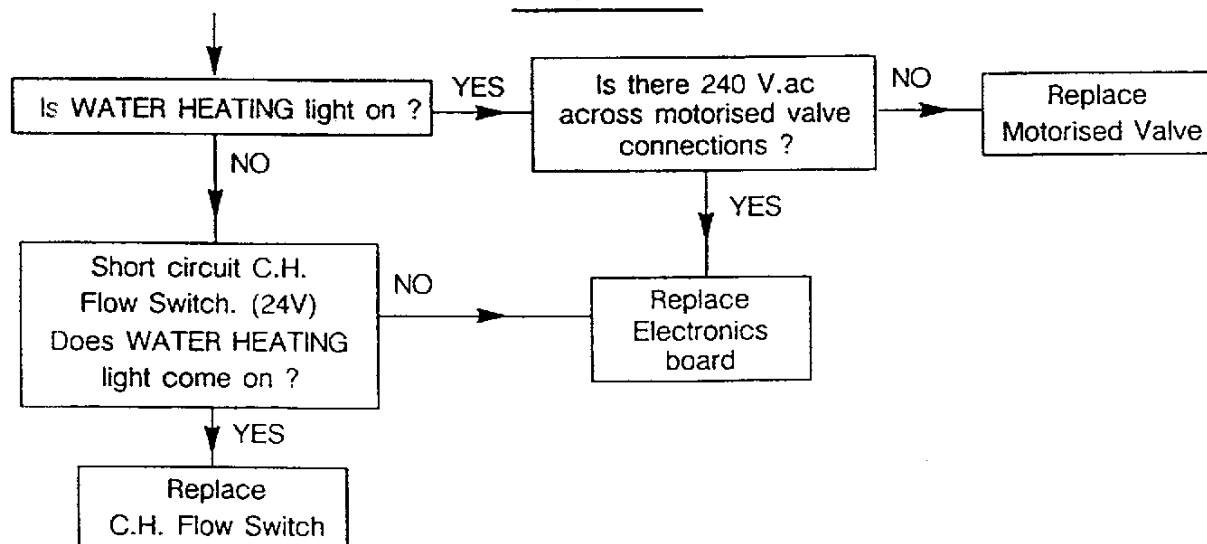 Is WATER HEATING light on ?
YES
Is there 240 V.ac
across motorised valve
connections ?
NO
Replace
Motorised Valve
NO
YES
Short circuit C.H.
Flow Switch. (24V)
Does WATER HEATING
light come on ?
NO
Replace
Electronics
board
YES
Replace
C.H. Flow Switch